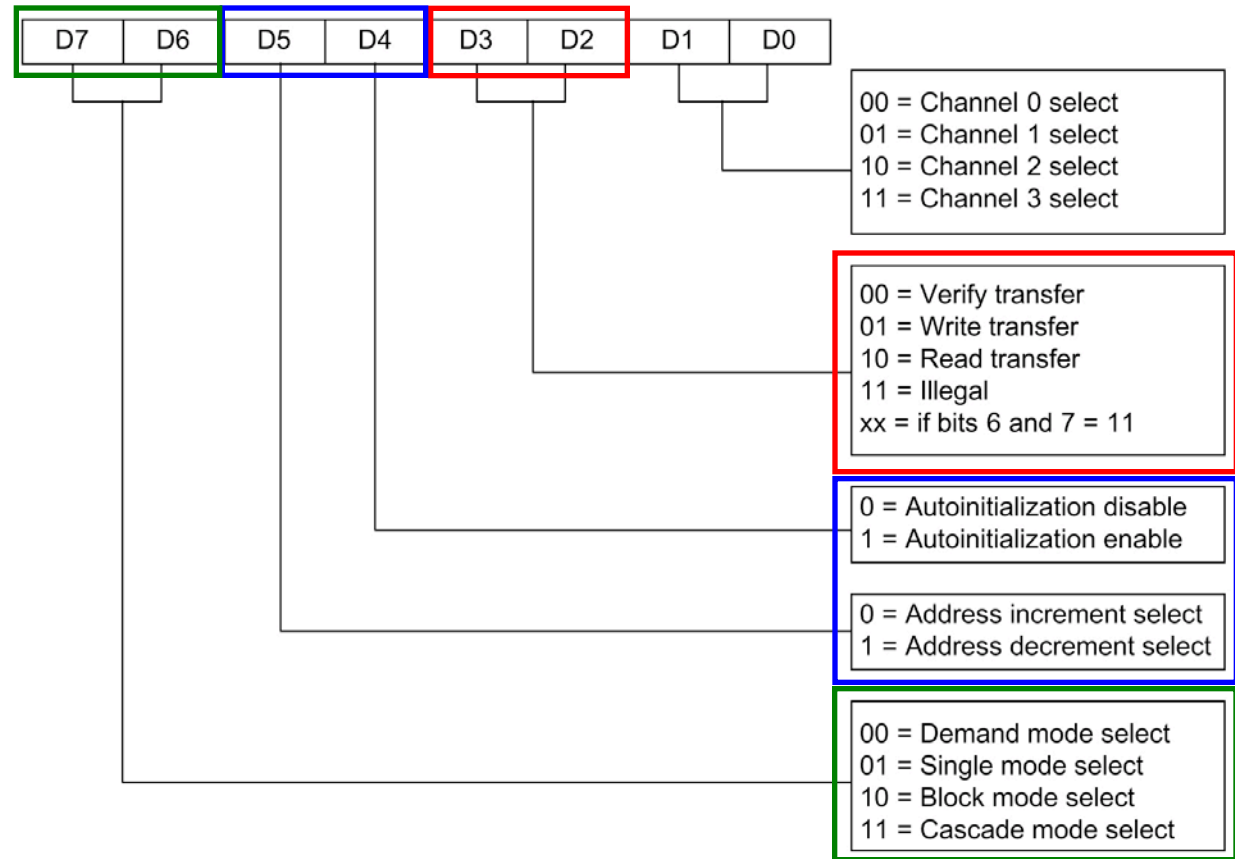 D7 D6 D5 D4 D3 D2 D1 D0
00 = Channel 0 select
01 = Channel 1 select
10 = Channel 2 select
11 = Channel 3 select
00 = Verify transfer
01 = Write transfer
10 = Read transfer
11 = Illegal
xx = if bits 6 and 7 = 11
0 = Autoinitialization disable
1 = Autoinitialization enable
0 = Address increment select
1 = Address decrement select
00 = Demand mode select
01 = Single mode select
10 = Block mode select
11 = Cascade mode select